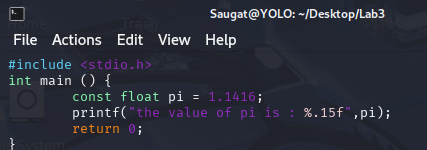 Trash
Saugat@YOLO: ~/Desktop/Lab3
File Actions Edit View Help
#include <stdio.h>
int main () {
        const float pi = 1.1416;
        printf("the value of pi is : %.15f",pi);
        return 0;
}